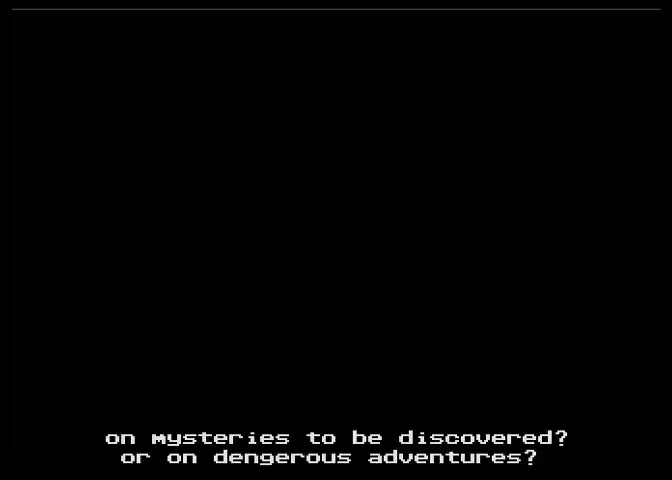 on mysteries to be discovered?
or on dengerous adventures?